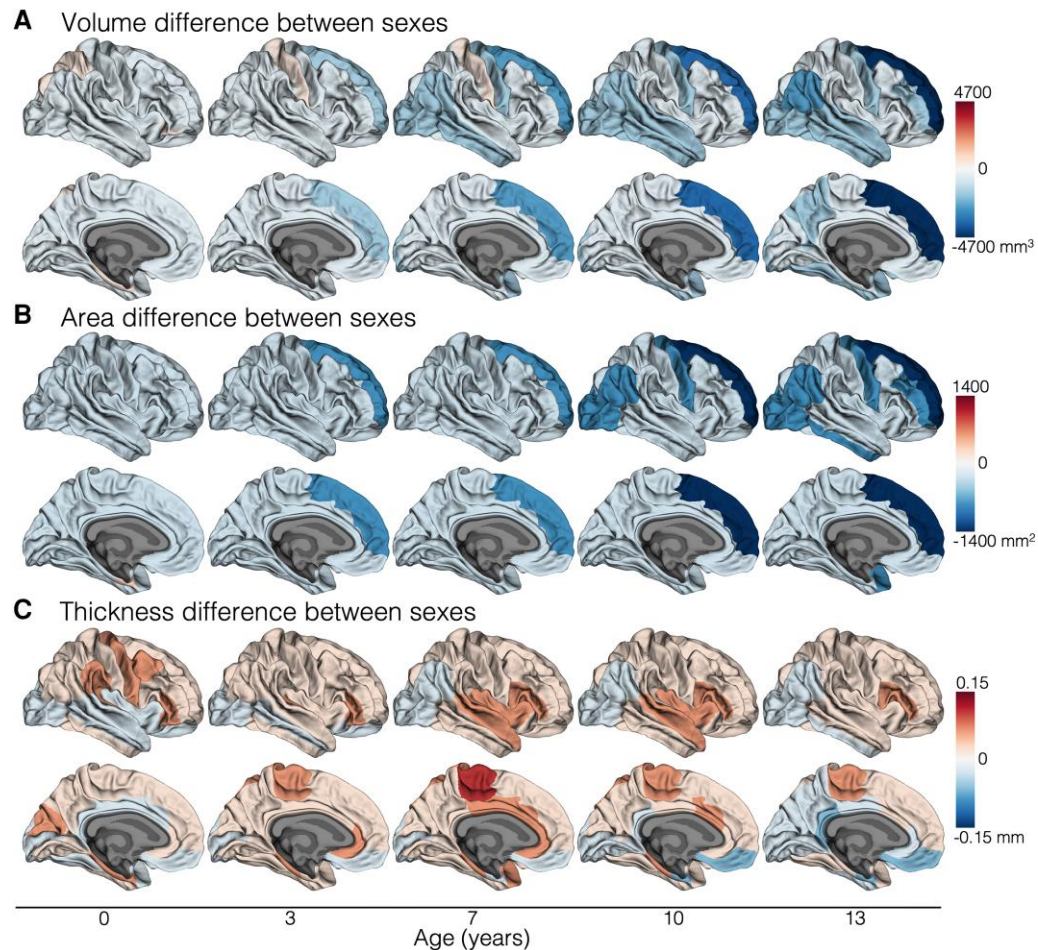 A Volume difference between sexes
4700
0
-4700 mm³
B Area difference between sexes
1400
0
-1400 mm²
C Thickness difference between sexes
0.15
0
-0.15 mm
0 3 7 10 13
Age (years)